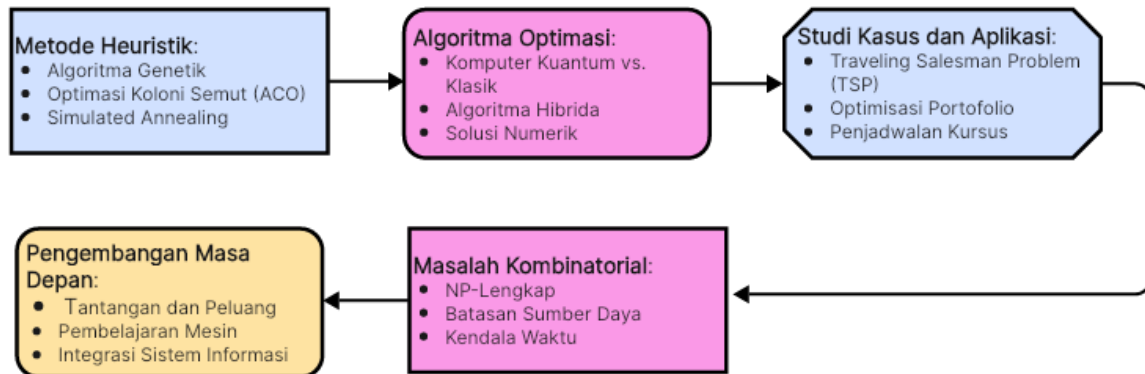 Metode Heuristik:
• Algoritma Genetik
• Optimasi Koloni Semut (ACO)
• Simulated Annealing
Algoritma Optimasi:
• Komputer Kuantum vs.
Klasik
• Algoritma Hibrida
• Solusi Numerik
Studi Kasus dan Aplikasi:
• Traveling Salesman Problem
(TSP)
• Optimisasi Portofolio
• Penjadwalan Kursus
Masalah Kombinatorial:
• NP-Lengkap
• Batasan Sumber Daya
• Kendala Waktu
Pengembangan Masa
Depan:
• Tantangan dan Peluang
• Pembelajaran Mesin
• Integrasi Sistem Informasi